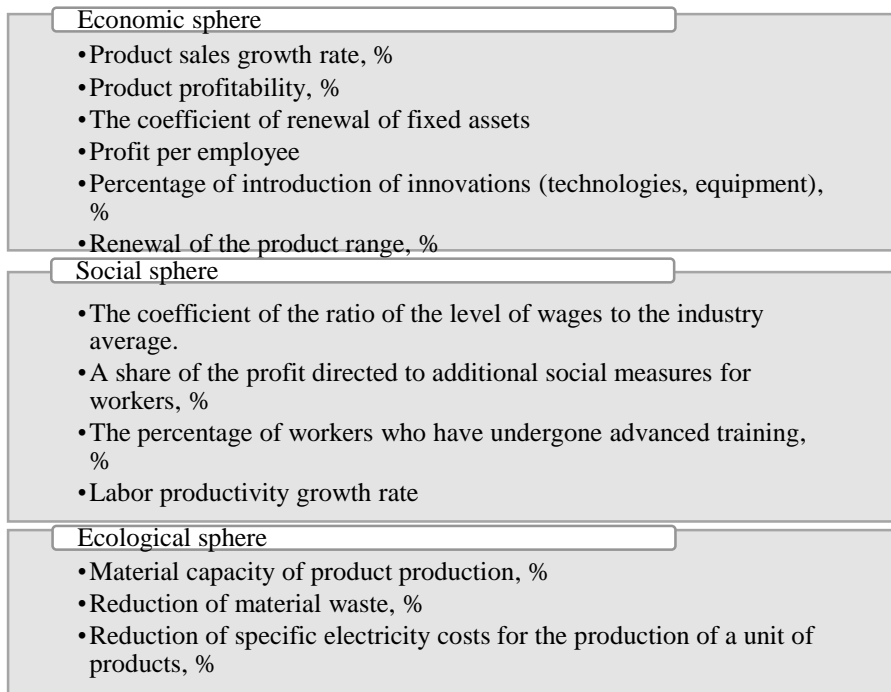 Economic sphere
•Product sales growth rate, %
•Product profitability, %
•The coefficient of renewal of fixed assets
•Profit per employee
•Percentage of introduction of innovations (technologies, equipment),
%
•Renewal of the product range, %
Social sphere
•The coefficient of the ratio of the level of wages to the industry
average.
•A share of the profit directed to additional social measures for
workers, %
•The percentage of workers who have undergone advanced training,
%
•Labor productivity growth rate
Ecological sphere
•Material capacity of product production, %
•Reduction of material waste, %
•Reduction of specific electricity costs for the production of a unit of
products, %